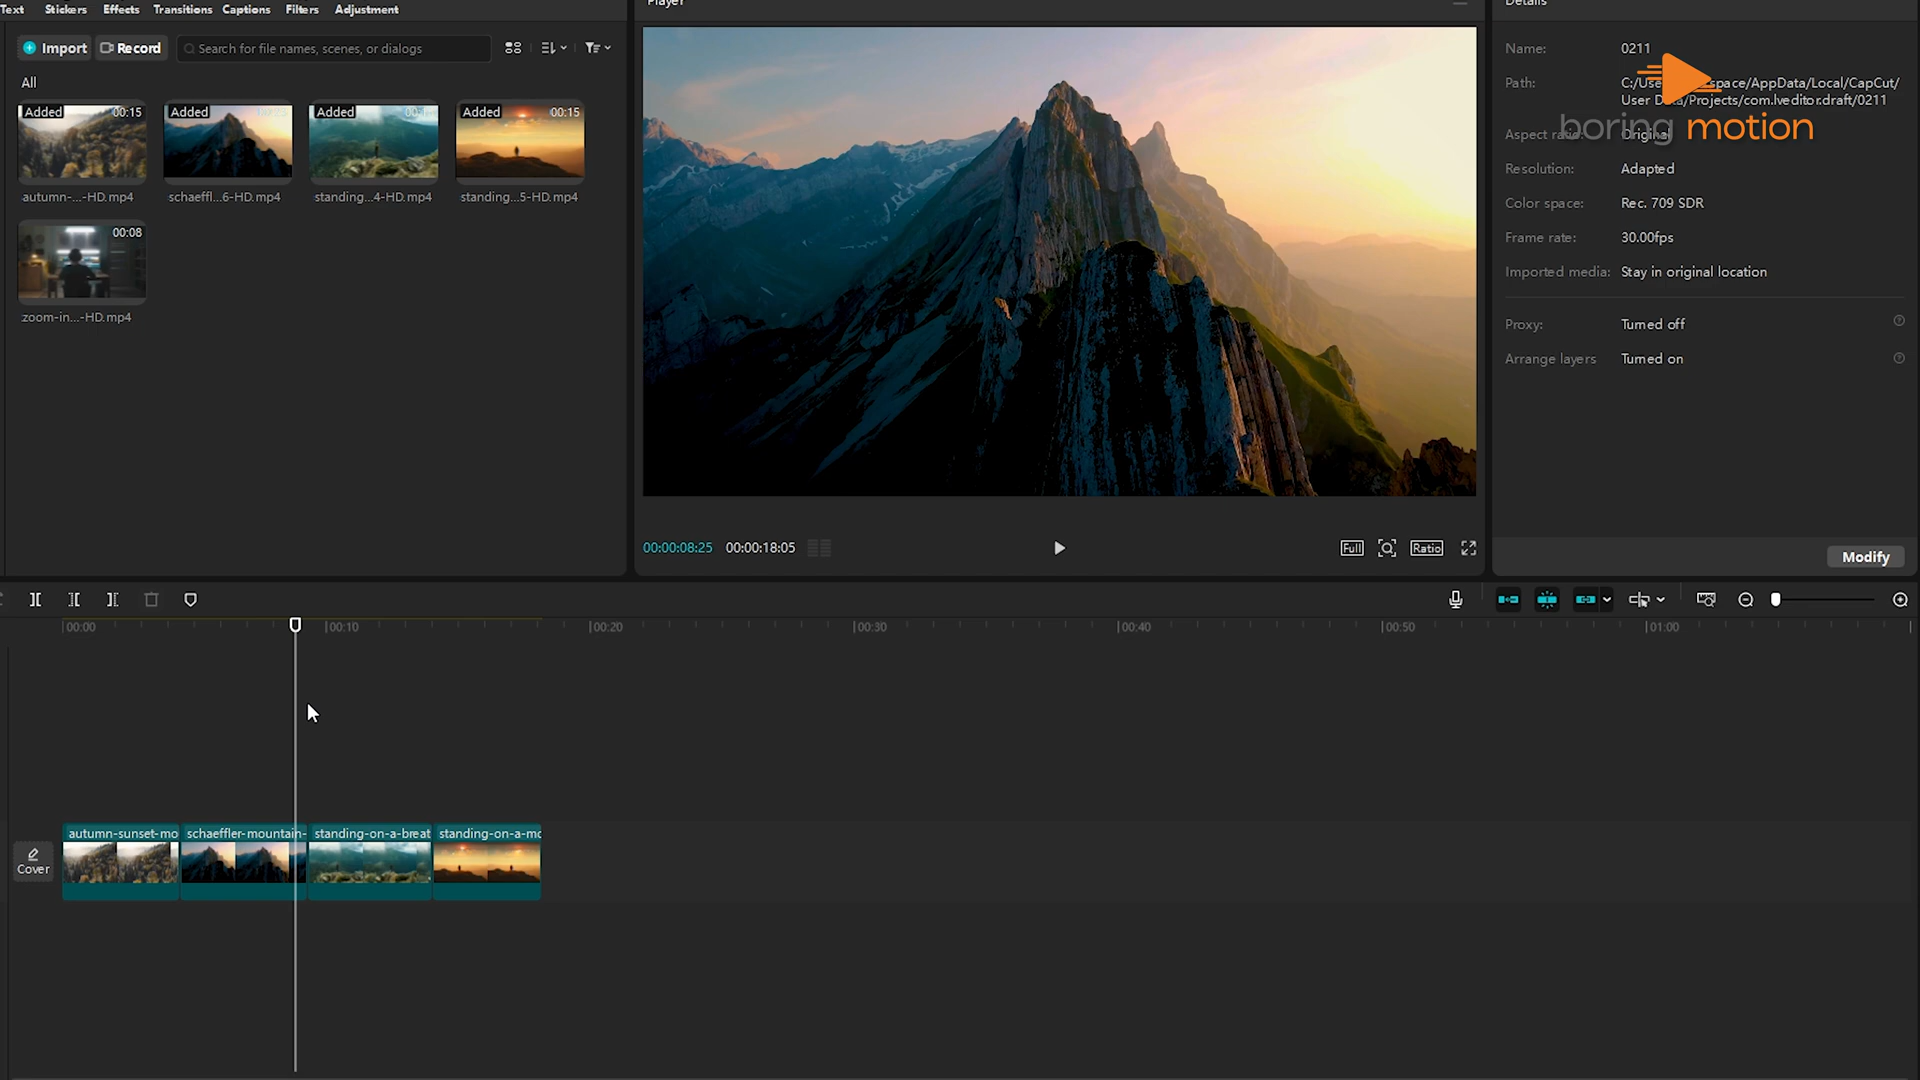 Text Stickers Effects Transitions Captions Filters Adjustment
Import Record Search for file names, scenes, or dialogs
All
Added 00:15
Added
Added
Added 00:15
autumn-...-HD.mp4
schaeffl...6-HD.mp4
standing...4-HD.mp4
standing...5-HD.mp4
00:08
zoom-in...-HD.mp4
Player
00:00:08:25 00:00:18:05
Full
Ratio
Details
Name: 0211
Path: C:/Use space/AppData/Local/CapCut/
User Data/Projects/com.lveditor.draft/0211
Aspect ratio: Original
boring motion
Resolution: Adapted
Color space: Rec. 709 SDR
Frame rate: 30.00fps
Imported media: Stay in original location
Proxy: Turned off
Arrange layers Turned on
Modify
00:00 00:10 00:20 00:30 00:40 00:50 01:00
Cover
autumn-sunset-mo
schaeffler-mountain-
standing-on-a-breat
standing-on-a-mo